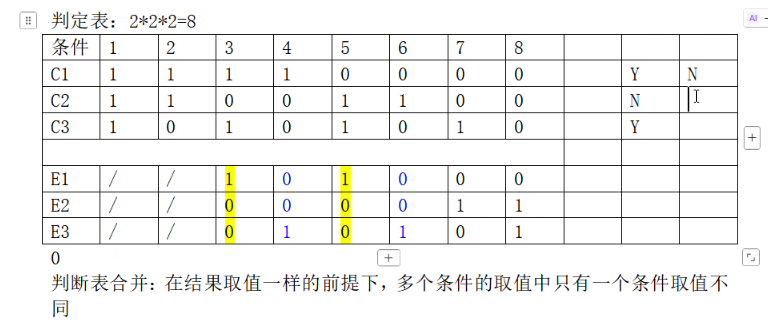 判定表：2*2*2=8
条件 1 2 3 4 5 6 7 8
C1 1 1 1 1 0 0 0 0 Y N
C2 1 1 0 0 1 1 0 0 N
C3 1 0 1 0 1 0 1 0 Y
E1 / / 1 0 1 0 0 0
E2 / / 0 0 0 0 1 1
E3 / / 0 1 0 1 0 1
0
判断表合并：在结果取值一样的前提下，多个条件的取值中只有一个条件取值不
同
AI